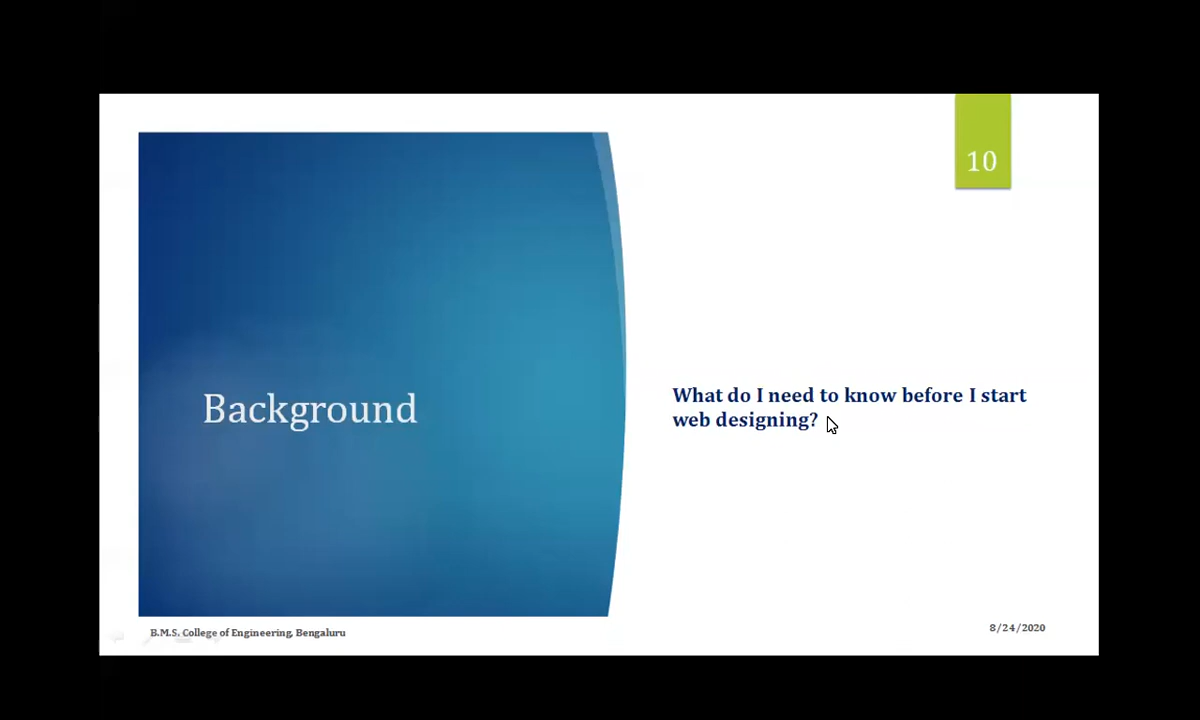 10
Background
What do I need to know before I start
web designing?
B.M.S. College of Engineering, Bengaluru
8/24/2020